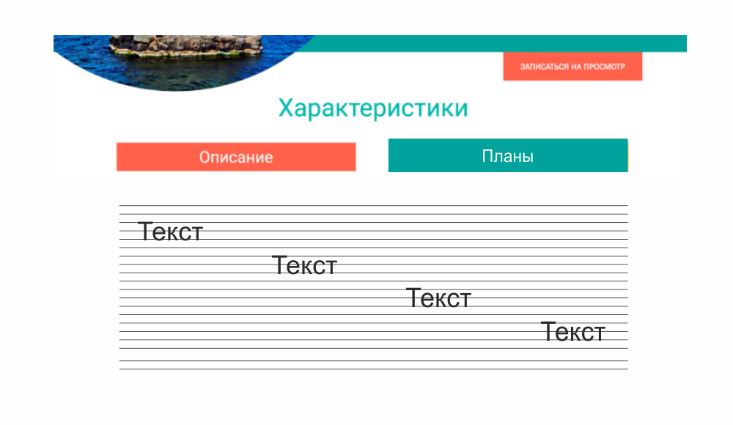 ЗАПИСАТЬСЯ НА ПРОСМОТР
Характеристики
Описание
Планы
Текст
Текст
Текст
Текст